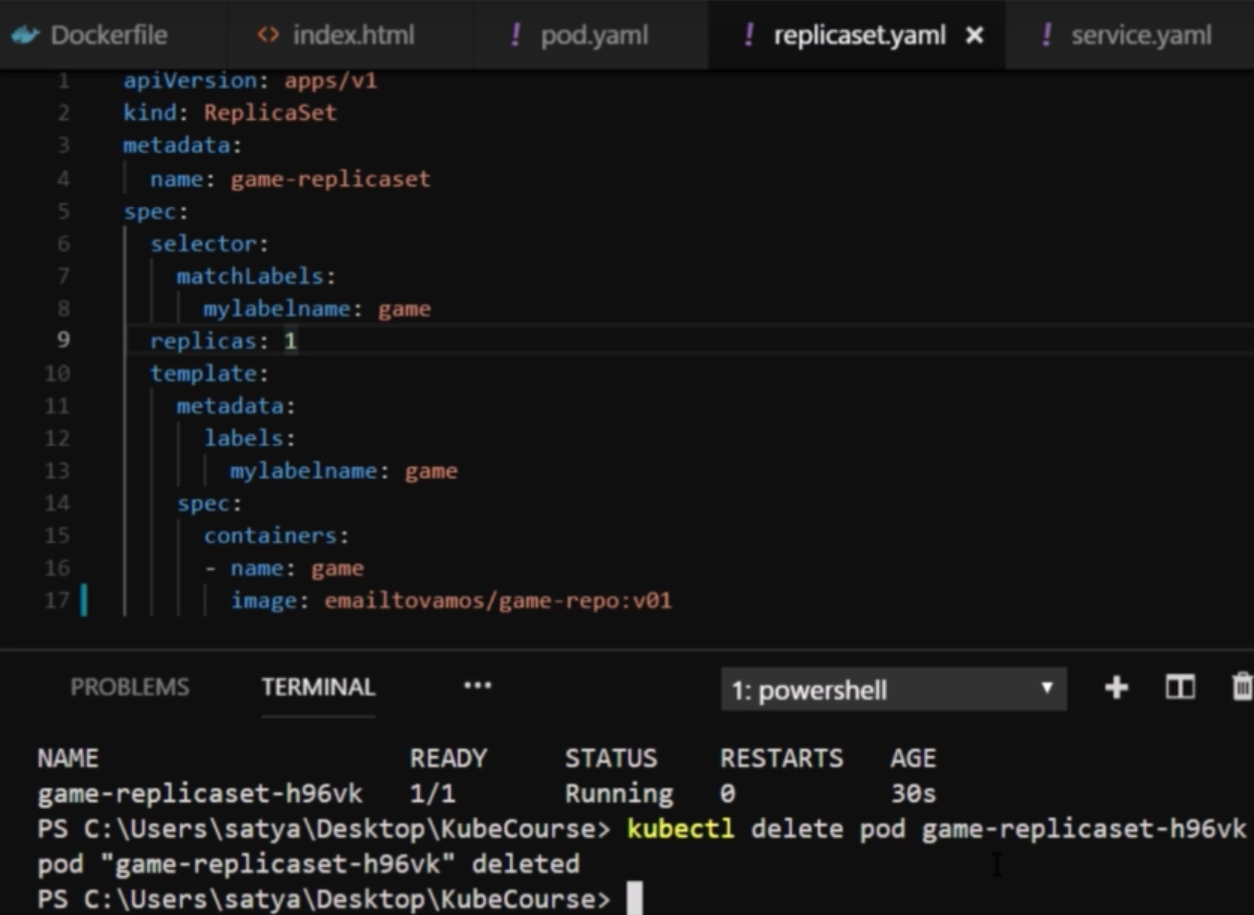 Dockerfile index.html pod.yaml replicaset.yaml service.yaml
1 apiVersion: apps/v1
2 kind: ReplicaSet
3 metadata:
4 name: game-replicaset
5 spec:
6 selector:
7 matchLabels:
8 mylabelname: game
9 replicas: 1
10 template:
11 metadata:
12 labels:
13 mylabelname: game
14 spec:
15 containers:
16 - name: game
17 image: emailtovamos/game-repo:v01
PROBLEMS TERMINAL ··· 1: powershell
NAME READY STATUS RESTARTS AGE
game-replicaset-h96vk 1/1 Running 0 30s
PS C:\Users\satya\Desktop\KubeCourse> kubectl delete pod game-replicaset-h96vk
pod "game-replicaset-h96vk" deleted
PS C:\Users\satya\Desktop\KubeCourse>